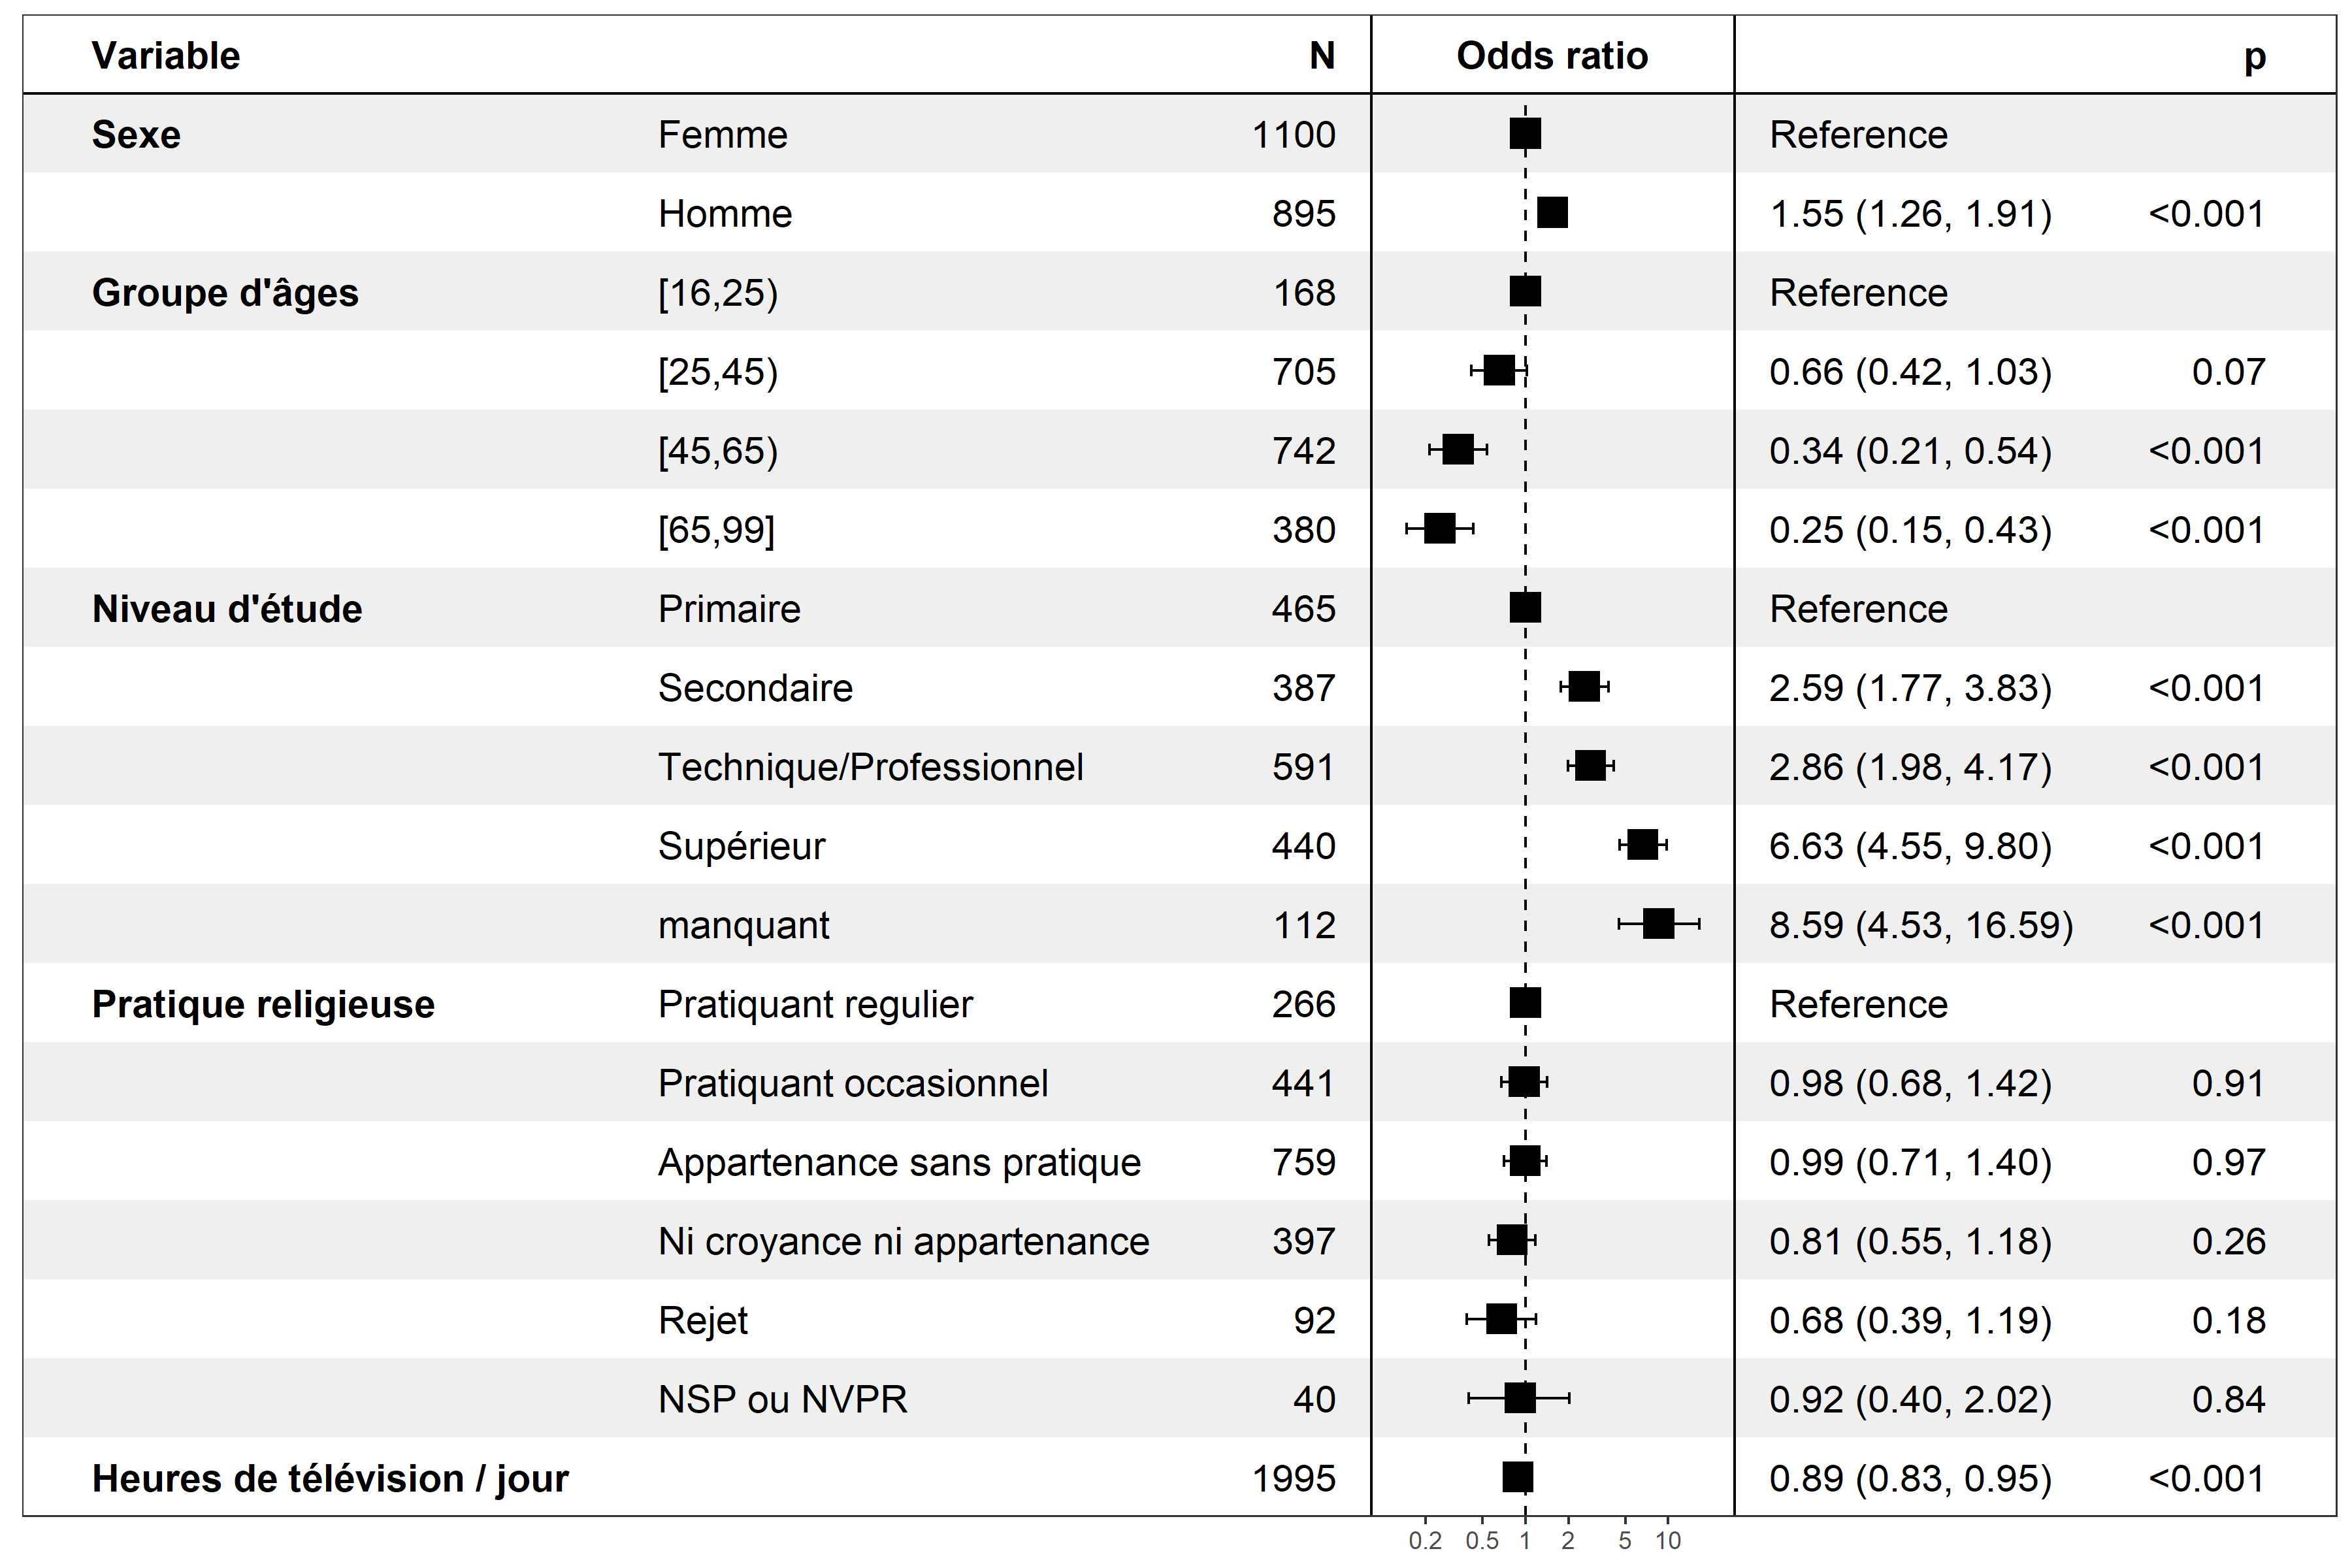 Variable N Odds ratio p
Sexe Femme 1100 Reference
Homme 895 1.55 (1.26, 1.91) <0.001
Groupe d'âges [16,25) 168 Reference
[25,45) 705 0.66 (0.42, 1.03) 0.07
[45,65) 742 0.34 (0.21, 0.54) <0.001
[65,99] 380 0.25 (0.15, 0.43) <0.001
Niveau d'étude Primaire 465 Reference
Secondaire 387 2.59 (1.77, 3.83) <0.001
Technique/Professionnel 591 2.86 (1.98, 4.17) <0.001
Supérieur 440 6.63 (4.55, 9.80) <0.001
manquant 112 8.59 (4.53, 16.59) <0.001
Pratique religieuse Pratiquant regulier 266 Reference
Pratiquant occasionnel 441 0.98 (0.68, 1.42) 0.91
Appartenance sans pratique 759 0.99 (0.71, 1.40) 0.97
Ni croyance ni appartenance 397 0.81 (0.55, 1.18) 0.26
Rejet 92 0.68 (0.39, 1.19) 0.18
NSP ou NVPR 40 0.92 (0.40, 2.02) 0.84
Heures de télévision / jour 1995 0.89 (0.83, 0.95) <0.001
0.2 0.5 1 2 5 10